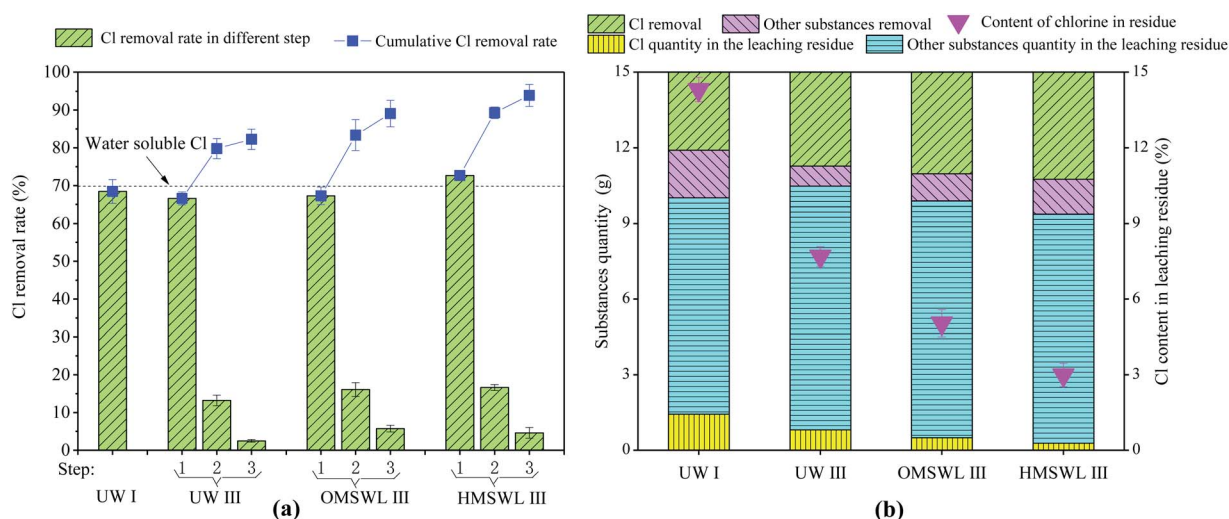 Cl removal rate in different step
Cumulative Cl removal rate
100
90
80
70
60
50
40
30
20
10
0
Cl removal rate (%)
Water soluble Cl
Step:
1 2 3
1 2 3
1 2 3
UW I
UW III
OMSWL III
HMSWL III
(a)
Cl removal
Other substances removal
Content of chlorine in residue
Cl quantity in the leaching residue
Other substances quantity in the leaching residue
15
12
9
6
3
0
Substances quantity (g)
15
12
9
6
3
0
Cl content in leaching residue (%)
UW I
UW III
OMSWL III
HMSWL III
(b)